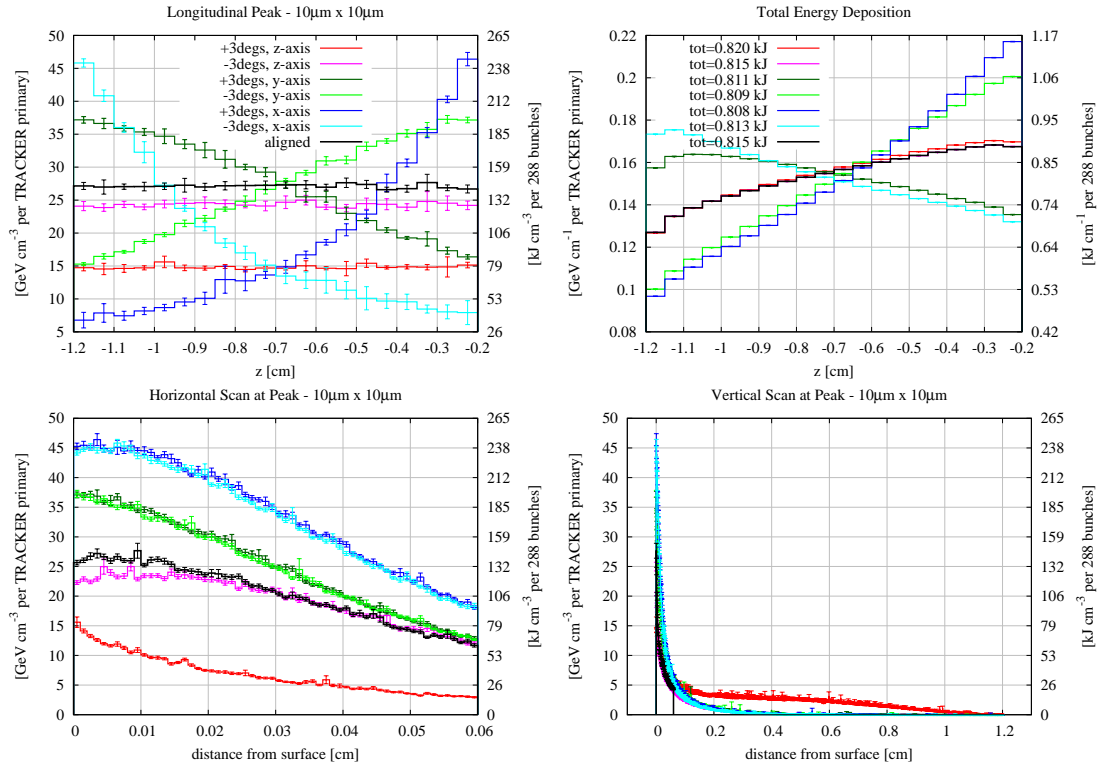 Longitudinal Peak - 10μm x 10μm
[GeV cm⁻³ per TRACKER primary]
50
45
40
35
30
25
20
15
10
5
+3degs, z-axis
-3degs, z-axis
+3degs, y-axis
-3degs, y-axis
+3degs, x-axis
-3degs, x-axis
aligned
265
238
212
185
159
132
106
79
53
26
[kJ cm⁻³ per 288 bunches]
-1.2 -1.1 -1 -0.9 -0.8 -0.7 -0.6 -0.5 -0.4 -0.3 -0.2
z [cm]
Total Energy Deposition
[GeV cm⁻¹ per TRACKER primary]
0.22
0.2
0.18
0.16
0.14
0.12
0.1
0.08
tot=0.820 kJ
tot=0.815 kJ
tot=0.811 kJ
tot=0.809 kJ
tot=0.808 kJ
tot=0.813 kJ
tot=0.815 kJ
1.17
1.06
0.95
0.85
0.74
0.64
0.53
0.42
[kJ cm⁻¹ per 288 bunches]
-1.2 -1.1 -1 -0.9 -0.8 -0.7 -0.6 -0.5 -0.4 -0.3 -0.2
z [cm]
Horizontal Scan at Peak - 10μm x 10μm
[GeV cm⁻³ per TRACKER primary]
50
45
40
35
30
25
20
15
10
5
0
265
238
212
185
159
132
106
79
53
26
0
[kJ cm⁻³ per 288 bunches]
0 0.01 0.02 0.03 0.04 0.05 0.06
distance from surface [cm]
Vertical Scan at Peak - 10μm x 10μm
[GeV cm⁻³ per TRACKER primary]
50
45
40
35
30
25
20
15
10
5
0
265
238
212
185
159
132
106
79
53
26
0
[kJ cm⁻³ per 288 bunches]
0 0.2 0.4 0.6 0.8 1 1.2
distance from surface [cm]